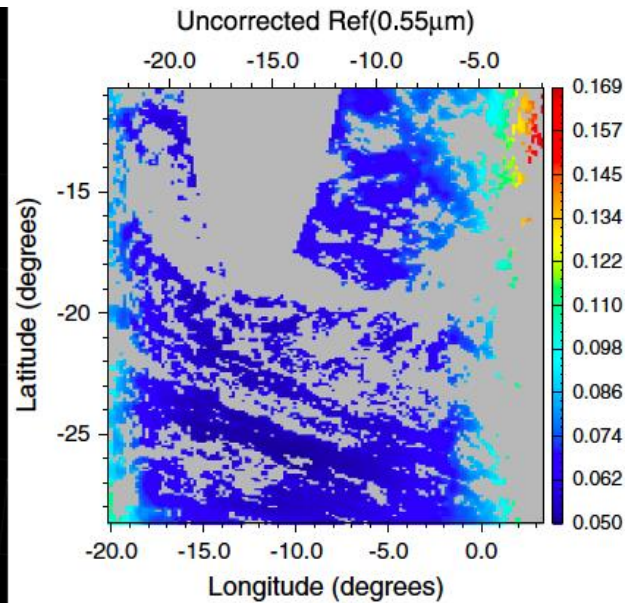 Uncorrected Ref(0.55μm)
-20.0 -15.0 -10.0 -5.0
Latitude (degrees)
-15
-20
-25
0.169
0.157
0.145
0.134
0.122
0.110
0.098
0.086
0.074
0.062
0.050
-20.0 -15.0 -10.0 -5.0 0.0
Longitude (degrees)